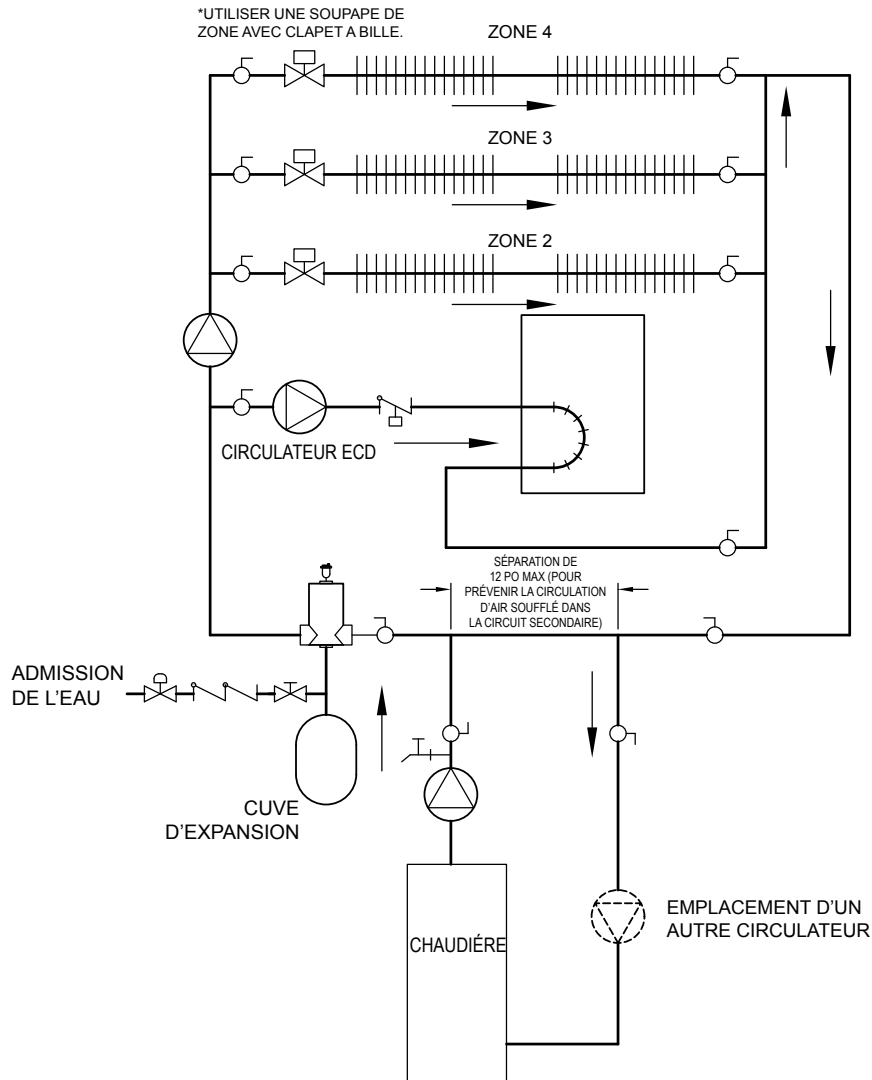 *UTILISER UNE SOUPAPE DE
ZONE AVEC CLAPET A BILLE.
ZONE 4
ZONE 3
ZONE 2
CIRCULATEUR ECD
SÉPARATION DE
12 PO MAX (POUR
PRÉVENIR LA CIRCULATION
D'AIR SOUFFLÉ DANS
LA CIRCUIT SECONDAIRE)
ADMISSION
DE L'EAU
CUVE
D'EXPANSION
CHAUDIÉRE
EMPLACEMENT D'UN
AUTRE CIRCULATEUR